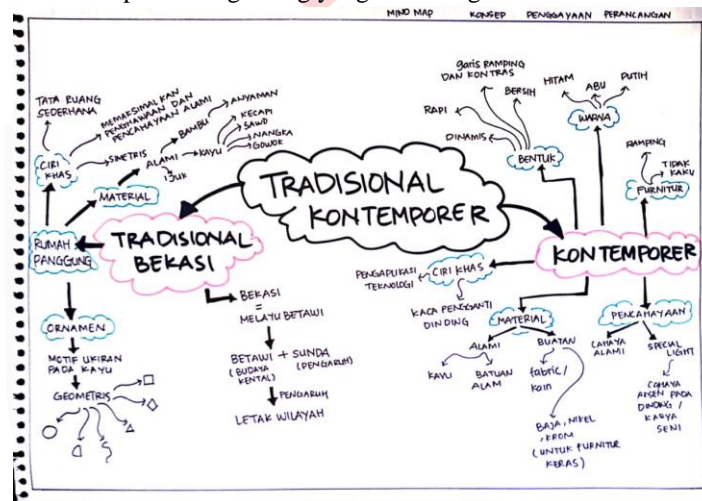 MIND MAP KONSEP PENGGAYAAN PERANCANGAN
TRADISIONAL
KONTEMPORER
TRADISIONAL
BEKASI
RUMAH
PANGGUNG
CIRI
KHAS
TATA RUANG
SEDERHANA
MEMAKSIMALKAN
PENGHAWAAN DAN
PENCAHAYAAN ALAMI
SIMETRIS
MATERIAL
ALAMI
IJUK
BAMBU
ANYAMAN
KAYU
KECAPI
SAWO
NANGKA
GOWOK
ORNAMEN
MOTIF UKIRAN
PADA KAYU
GEOMETRIS
BEKASI
=
MELAYU BETAWI
BETAWI + SUNDA
(BUDAYA
KENTAL)
(PENGARUH)
PENGARUH
LETAK WILAYAH
KONTEMPORER
BENTUK
DINAMIS
RAPI
garis RAMPING
DAN KONTRAS
BERSIH
WARNA
HITAM
ABU
PUTIH
FURNITUR
RAMPING
TIDAK
KAKU
CIRI KHAS
PENGAPLIKASI
TEKNOLOGI
KACA PENGGANTI
DINDING
MATERIAL
ALAMI
KAYU
BATUAN
ALAM
BUATAN
fabric/
kain
BAJA, NIKEL
, KROM
(UNTUK FURNITUR
KERAS)
PENCAHAYAAN
CAHAYA
ALAMI
SPECIAL
LIGHT
CAHAYA
AKSEN PADA
DINDING /
KARYA
SENI